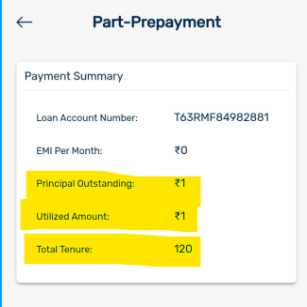 Part-Prepayment
Payment Summary
Loan Account Number: T63RMF84982881
EMI Per Month: ₹0
Principal Outstanding: ₹1
Utilized Amount: ₹1
Total Tenure: 120